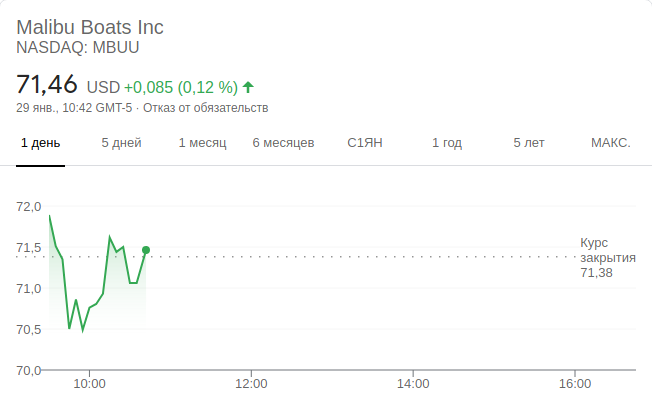 Malibu Boats Inc
NASDAQ: MBUU
71,46 USD +0,085 (0,12 %)
29 янв., 10:42 GMT-5 · Отказ от обязательств
1 день 5 дней 1 месяц 6 месяцев С1ЯН 1 год 5 лет МАКС.
72,0
71,5
71,0
70,5
70,0
Курс
закрытия
71,38
10:00 12:00 14:00 16:00